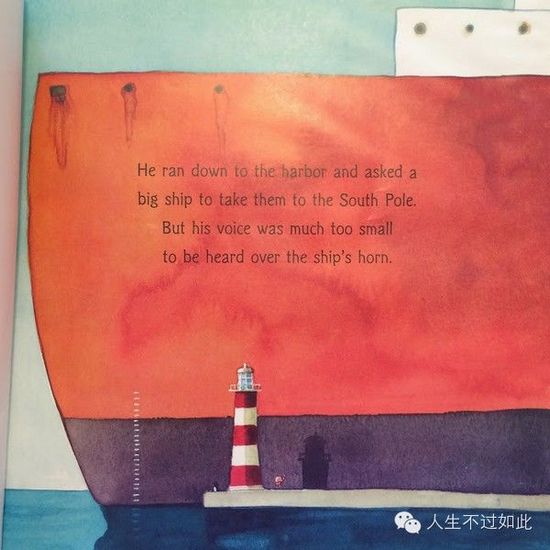 He ran down to the harbor and asked a
big ship to take them to the South Pole.
But his voice was much too small
to be heard over the ship's horn.
人生不过如此